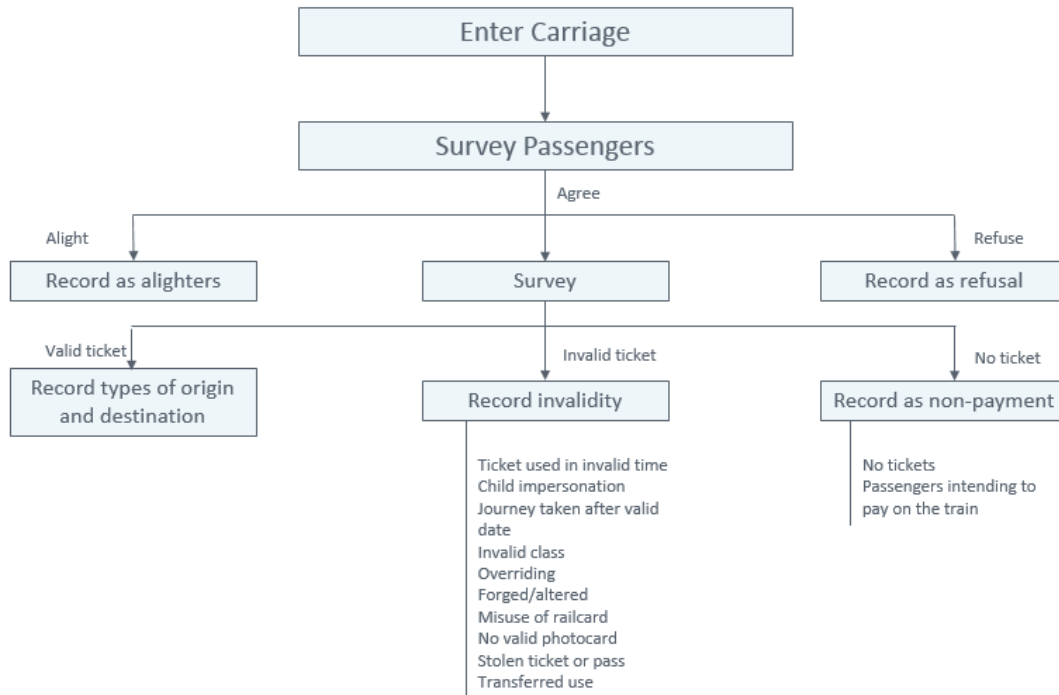 Enter Carriage
Survey Passengers
Agree
Alight
Refuse
Record as alighters
Survey
Record as refusal
Valid ticket
Invalid ticket
No ticket
Record types of origin
and destination
Record invalidity
Record as non-payment
Ticket used in invalid time
Child impersonation
Journey taken after valid
date
Invalid class
Overriding
Forged/altered
Misuse of railcard
No valid photocard
Stolen ticket or pass
Transferred use
No tickets
Passengers intending to
pay on the train